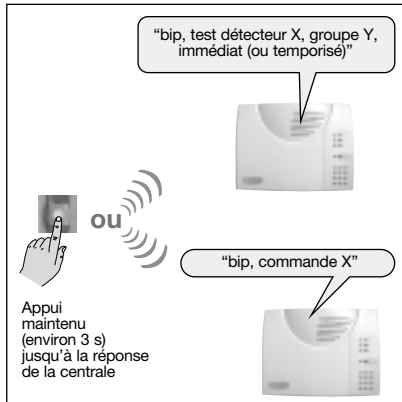 “bip, test détecteur X, groupe Y,
immédiat (ou temporisé)”
ou
“bip, commande X”
Appui
maintenu
(environ 3 s)
jusqu’à la réponse
de la centrale